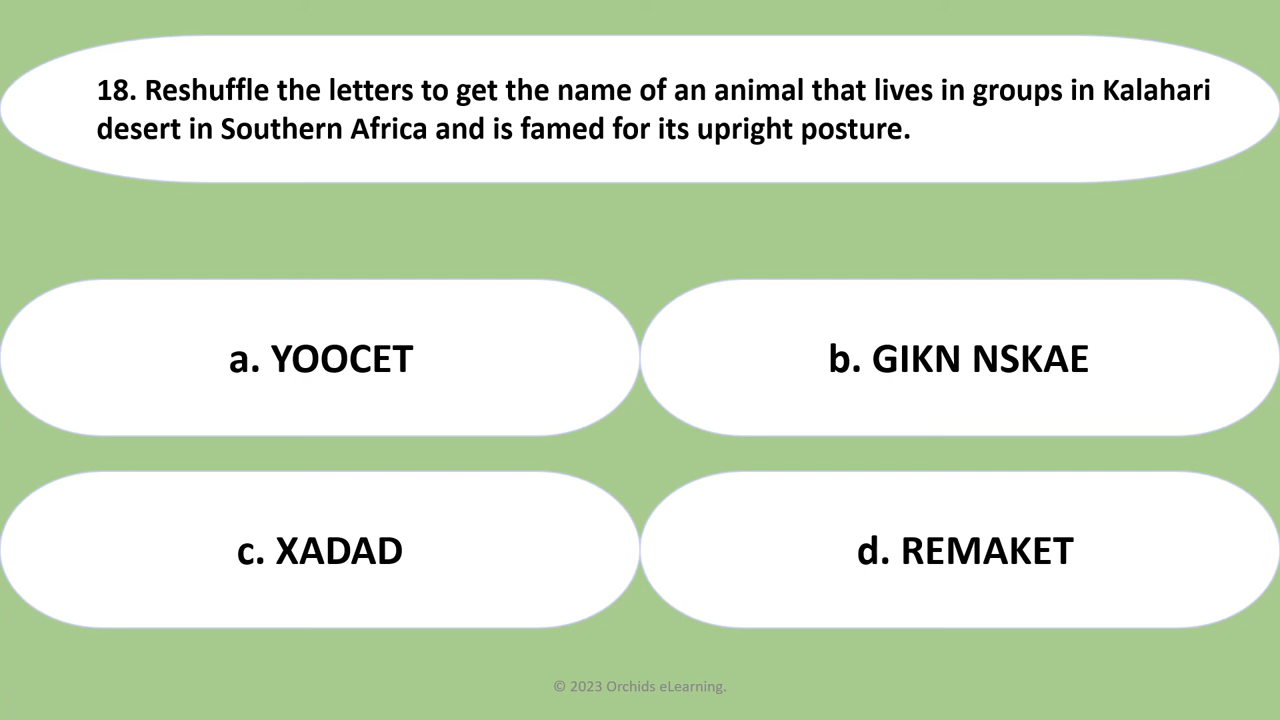 18. Reshuffle the letters to get the name of an animal that lives in groups in Kalahari
desert in Southern Africa and is famed for its upright posture.
a. YOOCET
b. GIKN NSKAE
c. XADAD
d. REMAKET
© 2023 Orchids eLearning.